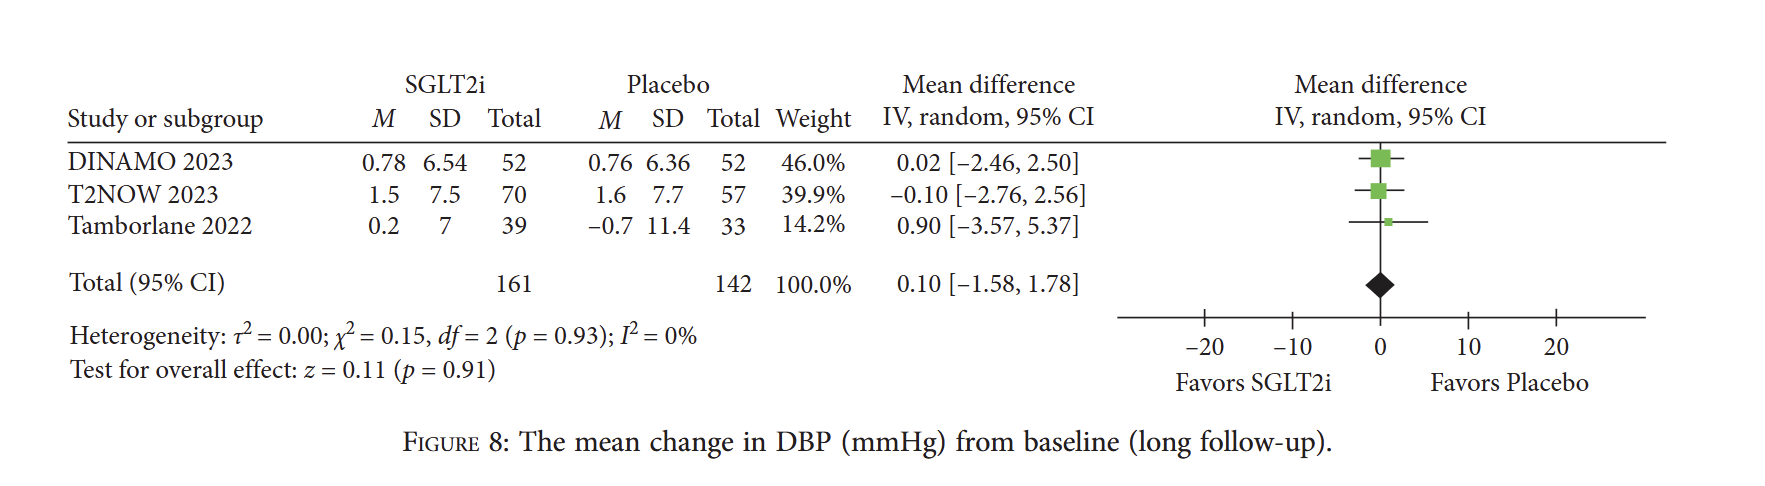 SGLT2i Placebo Mean difference Mean difference
Study or subgroup M SD Total M SD Total Weight IV, random, 95% CI IV, random, 95% CI
DINAMO 2023 0.78 6.54 52 0.76 6.36 52 46.0% 0.02 [–2.46, 2.50]
T2NOW 2023 1.5 7.5 70 1.6 7.7 57 39.9% –0.10 [–2.76, 2.56]
Tamborlane 2022 0.2 7 39 –0.7 11.4 33 14.2% 0.90 [–3.57, 5.37]
Total (95% CI) 161 142 100.0% 0.10 [–1.58, 1.78]
Heterogeneity: τ² = 0.00; χ² = 0.15, df = 2 (p = 0.93); I² = 0%
Test for overall effect: z = 0.11 (p = 0.91)
–20 –10 0 10 20
Favors SGLT2i Favors Placebo
Figure 8: The mean change in DBP (mmHg) from baseline (long follow-up).